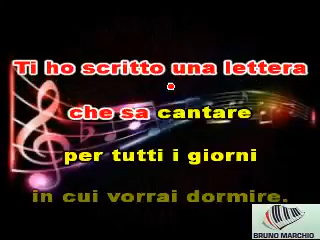 Ti ho scritto una lettera
che sa cantare
per tutti i giorni
in cui vorrai dormire.
BRUNO MARCHIO